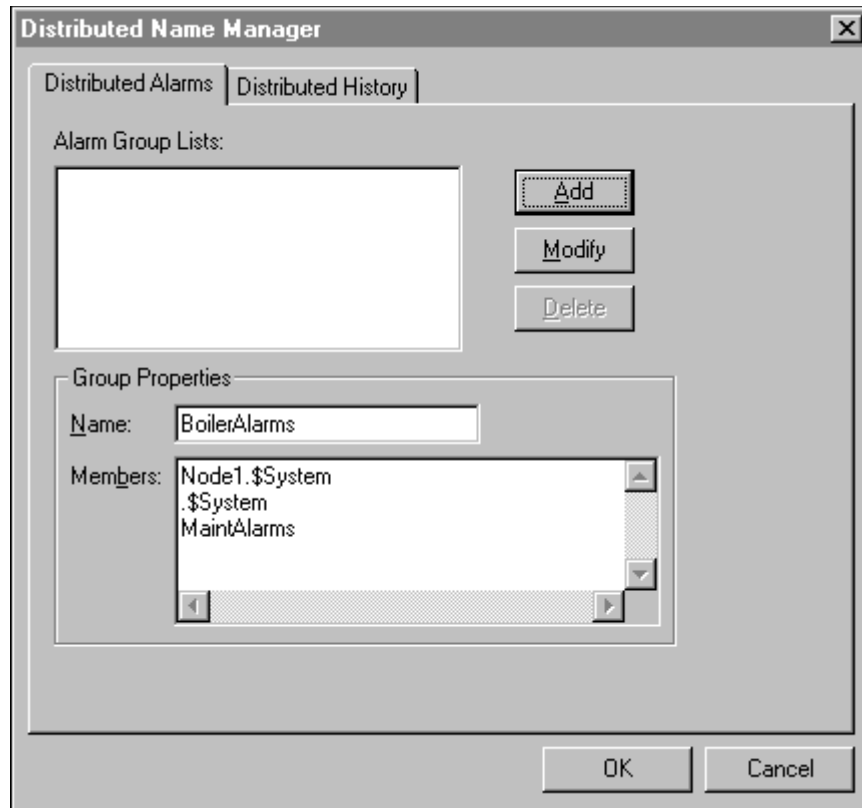 Distributed Name Manager
Distributed Alarms
Distributed History
Alarm Group Lists:
Add
Modify
Delete
Group Properties
Name:
BoilerAlarms
Members:
Node1.$System
.$System
MaintAlarms
OK
Cancel